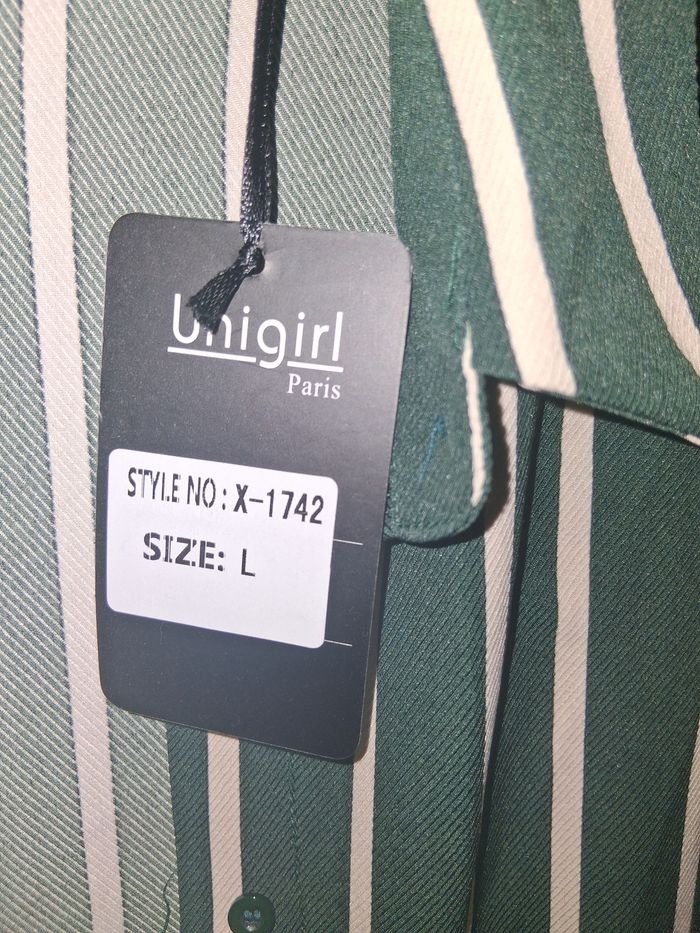 Unigirl
Paris
STYLE NO: X-1742
SIZE: L